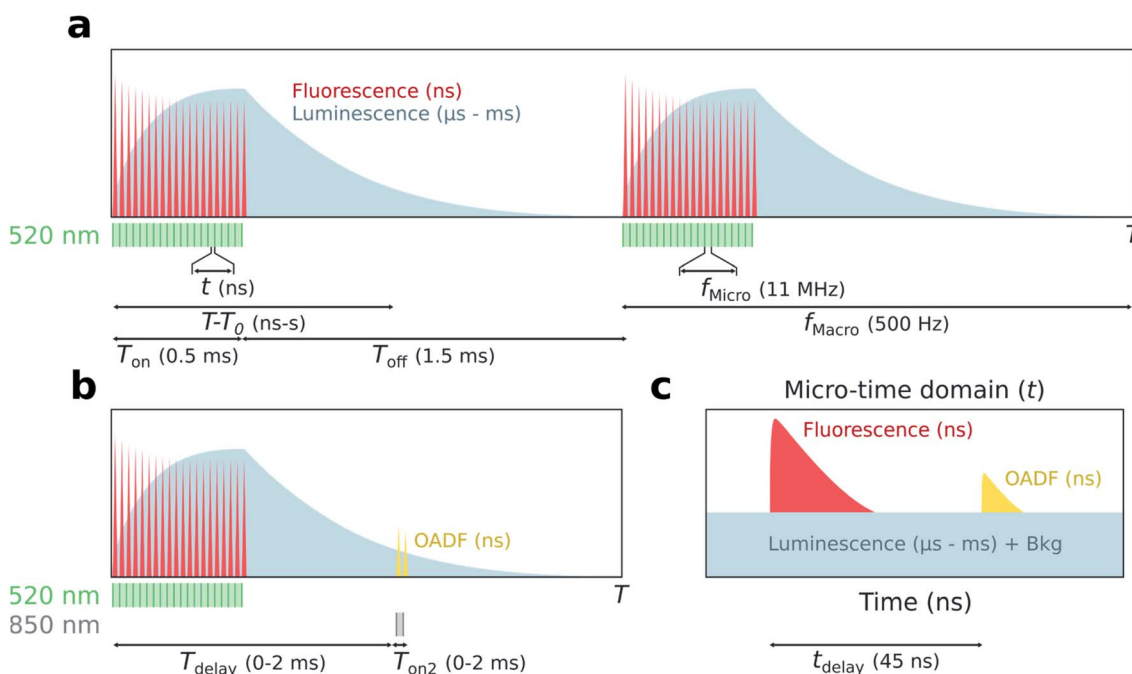 a
Fluorescence (ns)
Luminescence (µs - ms)
520 nm
T
t (ns)
f_Micro (11 MHz)
T-T_0 (ns-s)
f_Macro (500 Hz)
T_on (0.5 ms)
T_off (1.5 ms)
b
OADF (ns)
520 nm
T
850 nm
T_delay (0-2 ms)
T_on2 (0-2 ms)
c
Micro-time domain (t)
Fluorescence (ns)
OADF (ns)
Luminescence (µs - ms) + Bkg
Time (ns)
t_delay (45 ns)